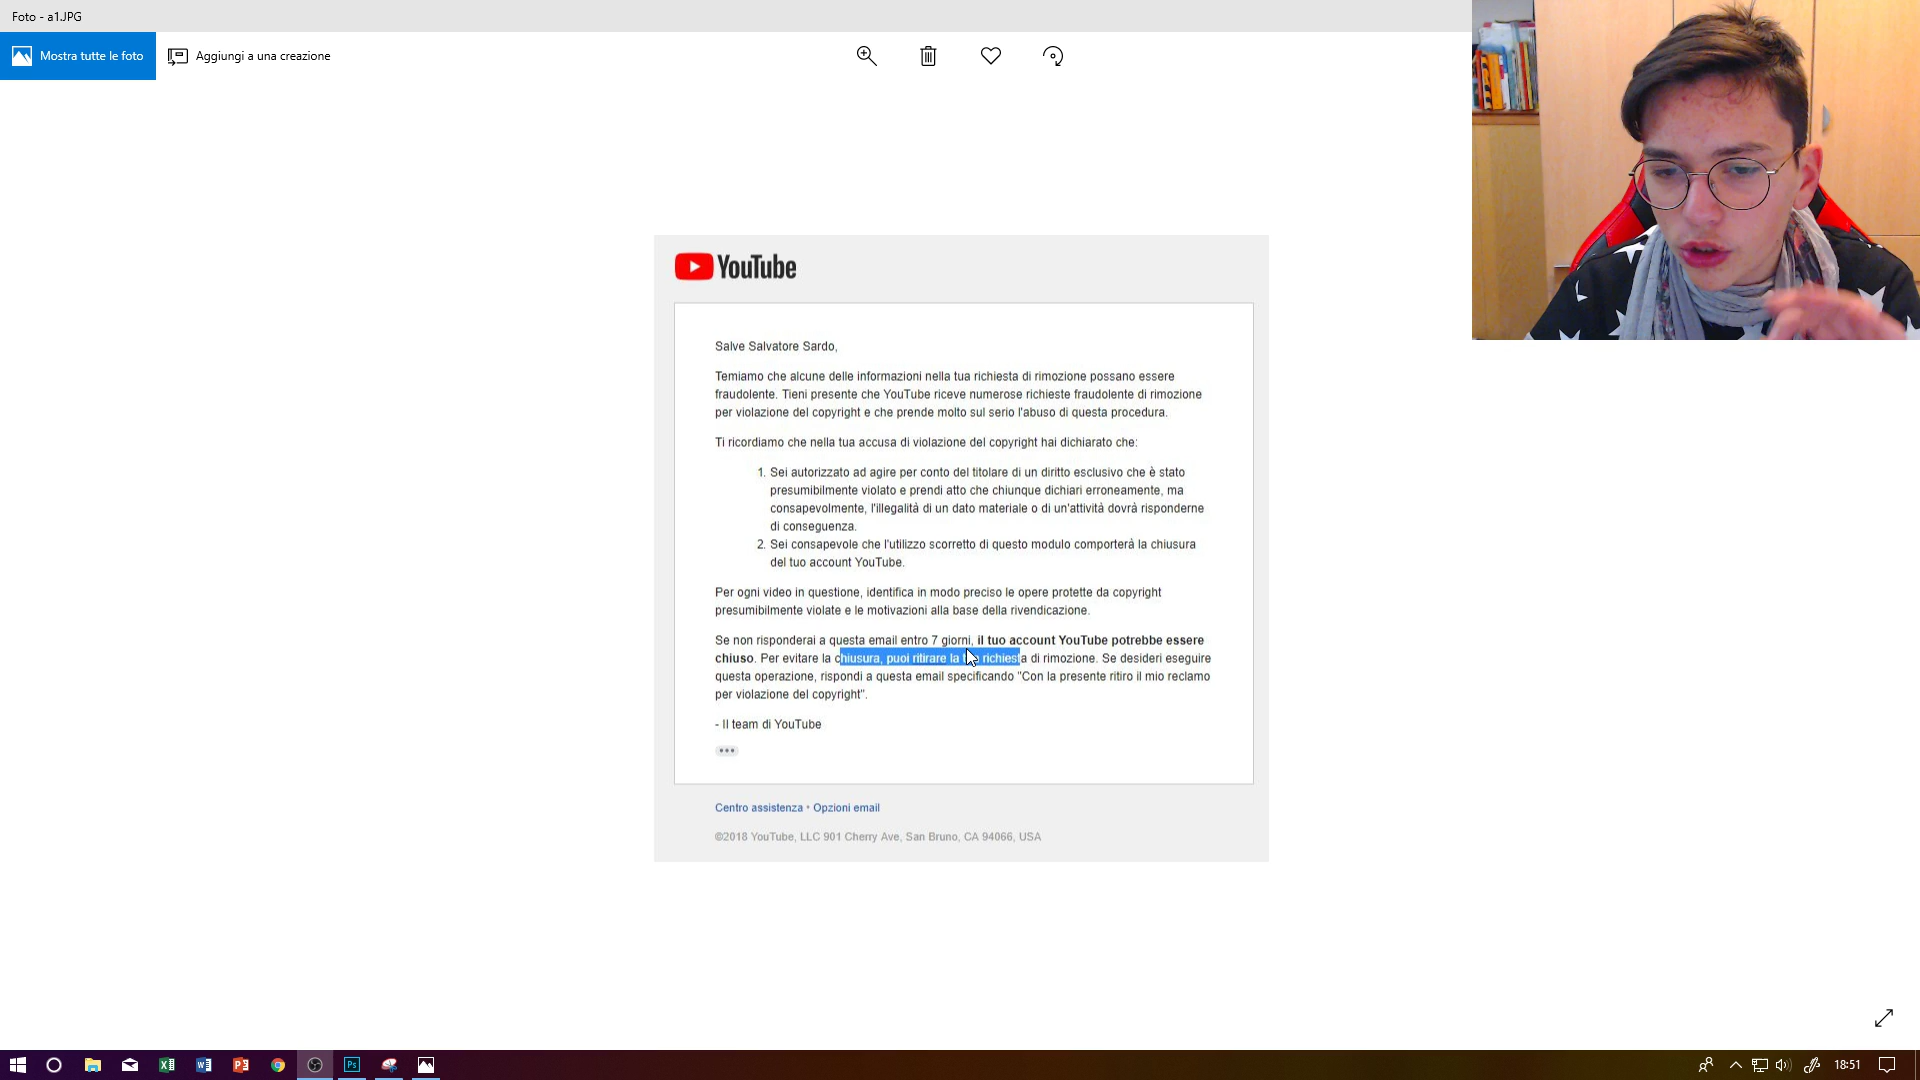 Foto - a1.JPG
Mostra tutte le foto
Aggiungi a una creazione
YouTube
Salve Salvatore Sardo,
Temiamo che alcune delle informazioni nella tua richiesta di rimozione possano essere
fraudolente. Tieni presente che YouTube riceve numerose richieste fraudolente di rimozione
per violazione del copyright e che prende molto sul serio l'abuso di questa procedura.
Ti ricordiamo che nella tua accusa di violazione del copyright hai dichiarato che:
1. Sei autorizzato ad agire per conto del titolare di un diritto esclusivo che è stato
presumibilmente violato e prendi atto che chiunque dichiari erroneamente, ma
consapevolmente, l'illegalità di un dato materiale o di un'attività dovrà risponderne
di conseguenza.
2. Sei consapevole che l'utilizzo scorretto di questo modulo comporterà la chiusura
del tuo account YouTube.
Per ogni video in questione, identifica in modo preciso le opere protette da copyright
presumibilmente violate e le motivazioni alla base della rivendicazione.
Se non risponderai a questa email entro 7 giorni, il tuo account YouTube potrebbe essere
chiuso. Per evitare la chiusura, puoi ritirare la richiesta di rimozione. Se desideri eseguire
questa operazione, rispondi a questa email specificando "Con la presente ritiro il mio reclamo
per violazione del copyright".
- Il team di YouTube
Centro assistenza • Opzioni email
©2018 YouTube, LLC 901 Cherry Ave, San Bruno, CA 94066, USA
Ps
18:51